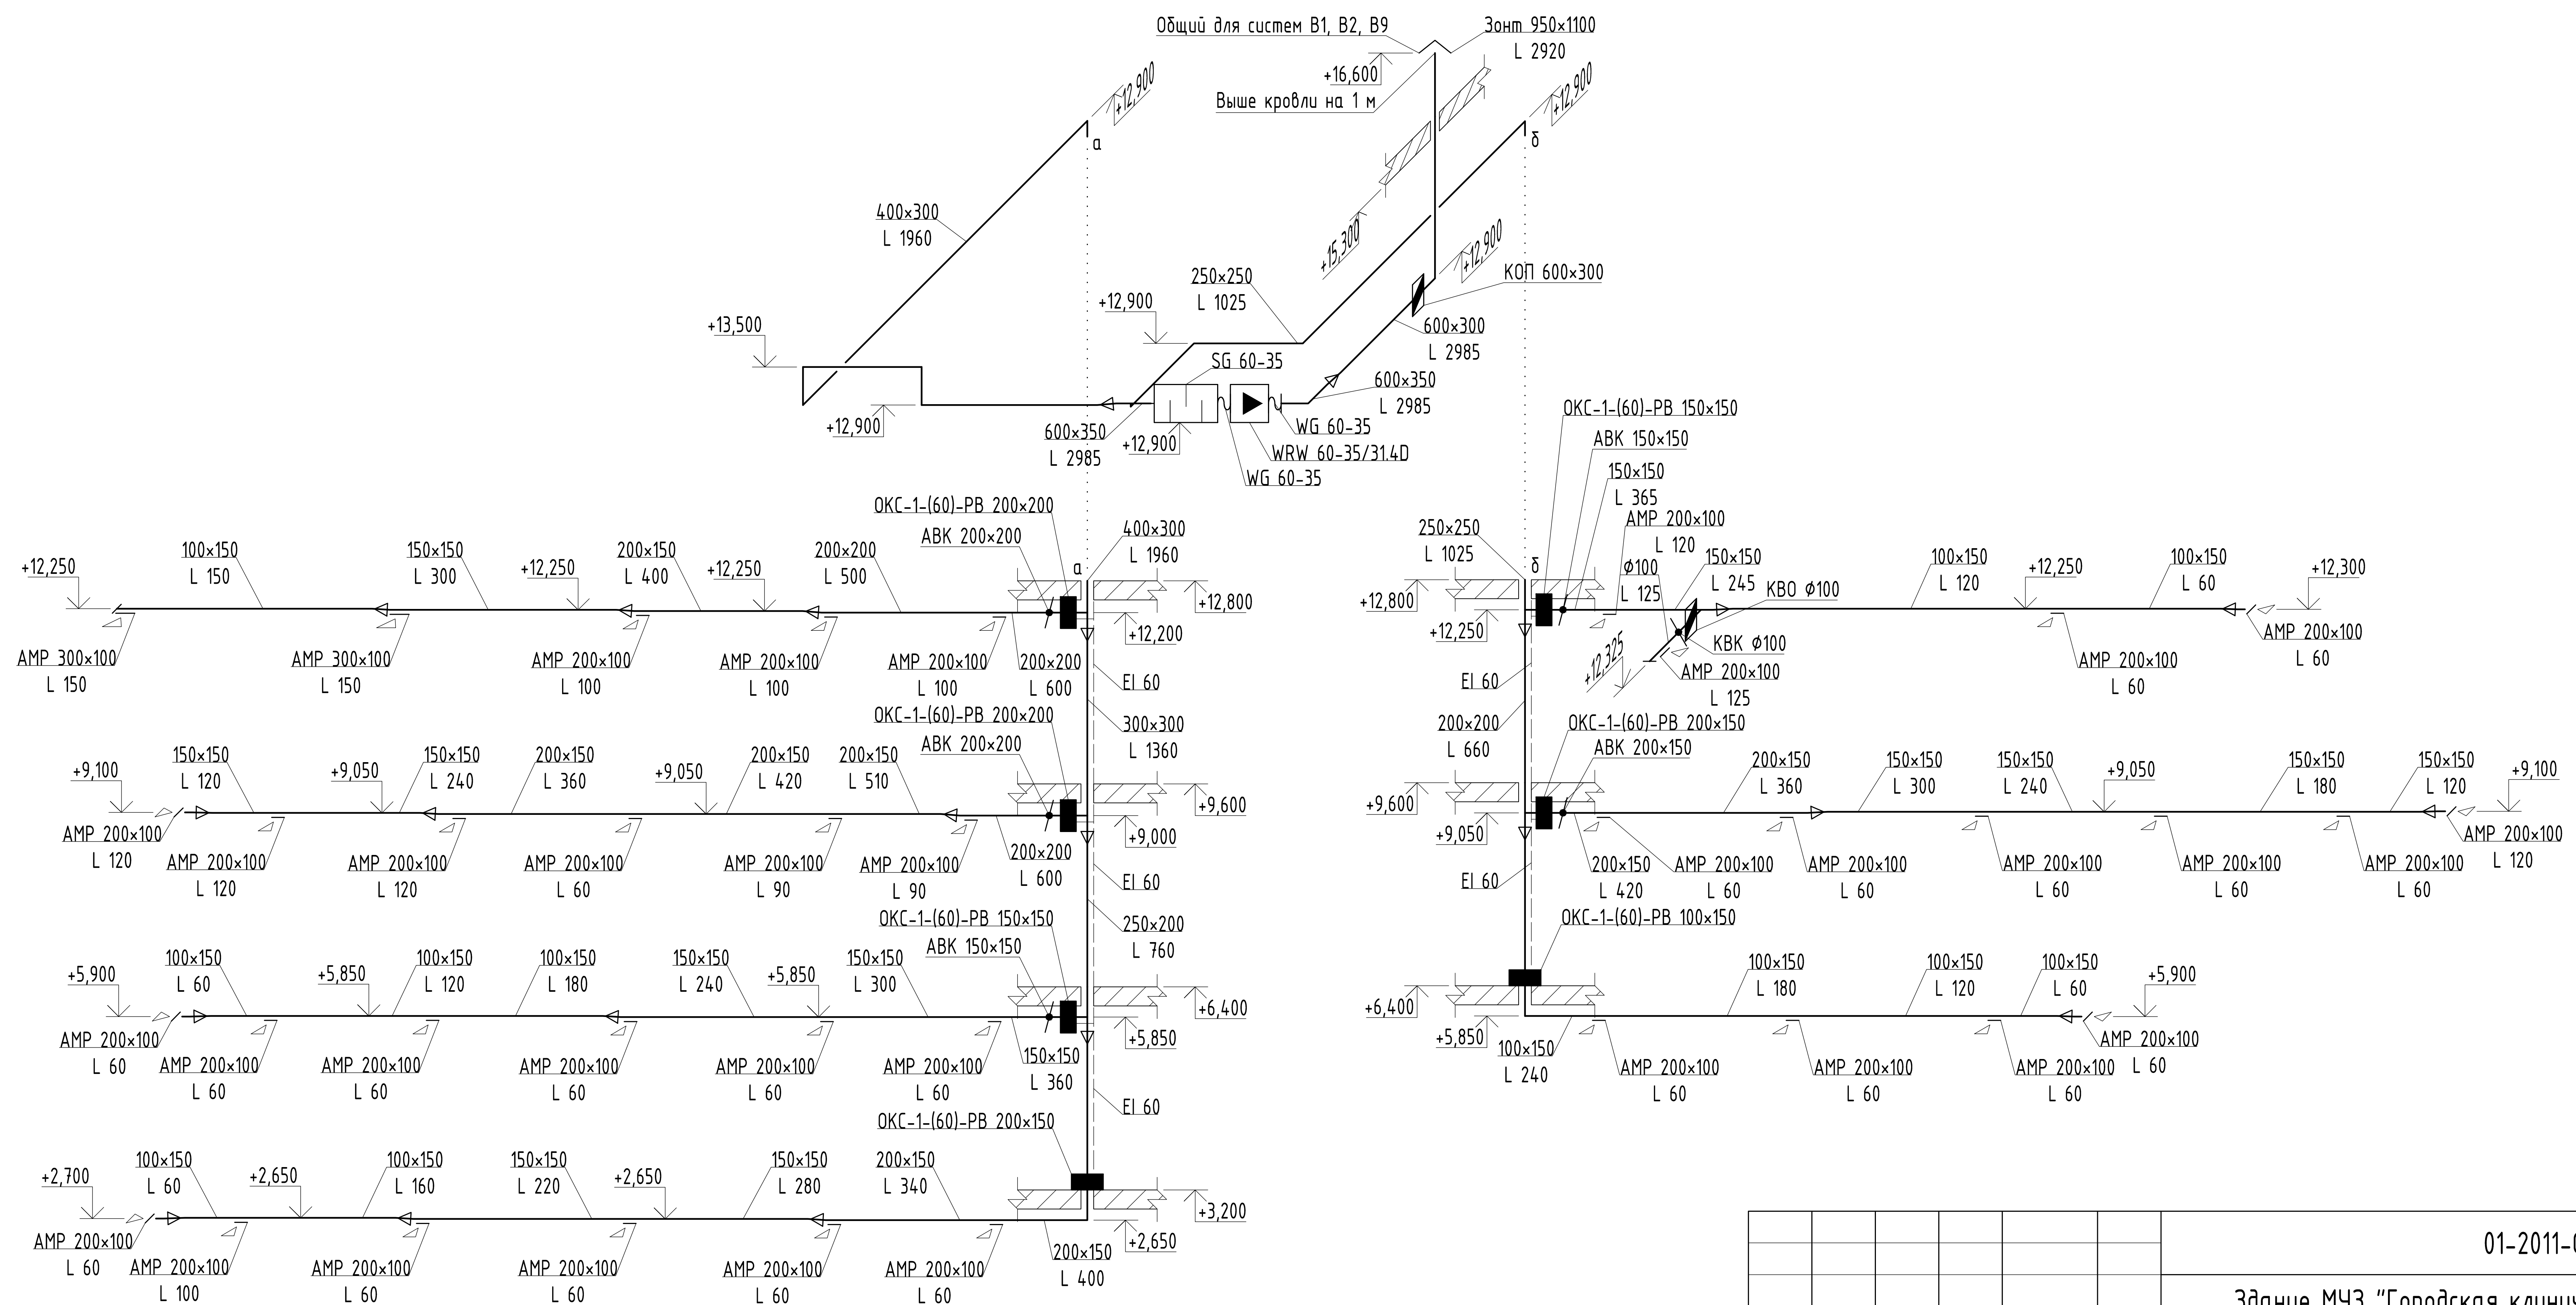 Общий для систем В1, В2, В9
Зонт 950×1100
L 2920
+16,600
Выше кровли на 1 м
+12,900
а
+12,900
б
400×300
L 1960
+15,300
+12,900
250×250
L 1025
КОП 600×300
+12,900
+13,500
600×300
L 2985
SG 60-35
600×350
L 2985
+12,900
600×350
L 2985
+12,900
WG 60-35
WRW 60-35/31.4D
WG 60-35
ОКС-1-(60)-РВ 200×200
АВК 200×200
400×300
L 1960
а
+12,250
100×150
L 150
150×150
L 300
+12,250
200×150
L 400
+12,250
200×200
L 500
+12,800
+12,200
АМР 300×100
L 150
АМР 300×100
L 150
АМР 200×100
L 100
АМР 200×100
L 100
АМР 200×100
L 100
200×200
L 600
EI 60
ОКС-1-(60)-РВ 200×200
АВК 200×200
300×300
L 1360
+9,100
150×150
L 120
+9,050
150×150
L 240
200×150
L 360
+9,050
200×150
L 420
200×150
L 510
+9,600
+9,000
АМР 200×100
L 120
АМР 200×100
L 120
АМР 200×100
L 120
АМР 200×100
L 60
АМР 200×100
L 90
АМР 200×100
L 90
200×200
L 600
EI 60
ОКС-1-(60)-РВ 150×150
АВК 150×150
250×200
L 760
+5,900
100×150
L 60
+5,850
100×150
L 120
100×150
L 180
150×150
L 240
+5,850
150×150
L 300
+6,400
+5,850
АМР 200×100
L 60
АМР 200×100
L 60
АМР 200×100
L 60
АМР 200×100
L 60
АМР 200×100
L 60
АМР 200×100
L 60
150×150
L 360
EI 60
ОКС-1-(60)-РВ 200×150
+2,700
100×150
L 60
+2,650
100×150
L 160
150×150
L 220
+2,650
150×150
L 280
200×150
L 340
+3,200
+2,650
АМР 200×100
L 60
АМР 200×100
L 100
АМР 200×100
L 60
АМР 200×100
L 60
АМР 200×100
L 60
АМР 200×100
L 60
200×150
L 400
ОКС-1-(60)-РВ 150×150
АВК 150×150
150×150
L 365
АМР 200×100
L 120
250×250
L 1025
б
ф100
L 125
150×150
L 245
КВО ф100
100×150
L 120
+12,250
100×150
L 60
+12,300
+12,800
+12,250
КВК ф100
+12,325
АМР 200×100
L 125
АМР 200×100
L 60
АМР 200×100
L 60
EI 60
200×200
L 660
ОКС-1-(60)-РВ 200×150
АВК 200×150
200×150
L 360
150×150
L 300
150×150
L 240
+9,050
150×150
L 180
150×150
L 120
+9,100
+9,600
+9,050
EI 60
200×150
L 420
АМР 200×100
L 60
АМР 200×100
L 60
АМР 200×100
L 60
АМР 200×100
L 60
АМР 200×100
L 60
АМР 200×100
L 120
ОКС-1-(60)-РВ 100×150
100×150
L 180
100×150
L 120
100×150
L 60
+5,900
+6,400
+5,850
100×150
L 240
АМР 200×100
L 60
АМР 200×100
L 60
АМР 200×100
L 60
АМР 200×100
L 60
01-2011-
Здание МУЗ "Городская